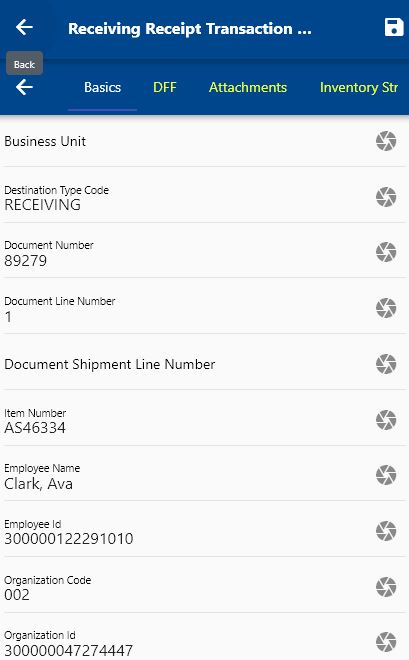 Receiving Receipt Transaction ...
Back
Basics DFF Attachments Inventory Str
Business Unit
Destination Type Code
RECEIVING
Document Number
89279
Document Line Number
1
Document Shipment Line Number
Item Number
AS46334
Employee Name
Clark, Ava
Employee Id
300000122291010
Organization Code
002
Organization Id
300000047274447